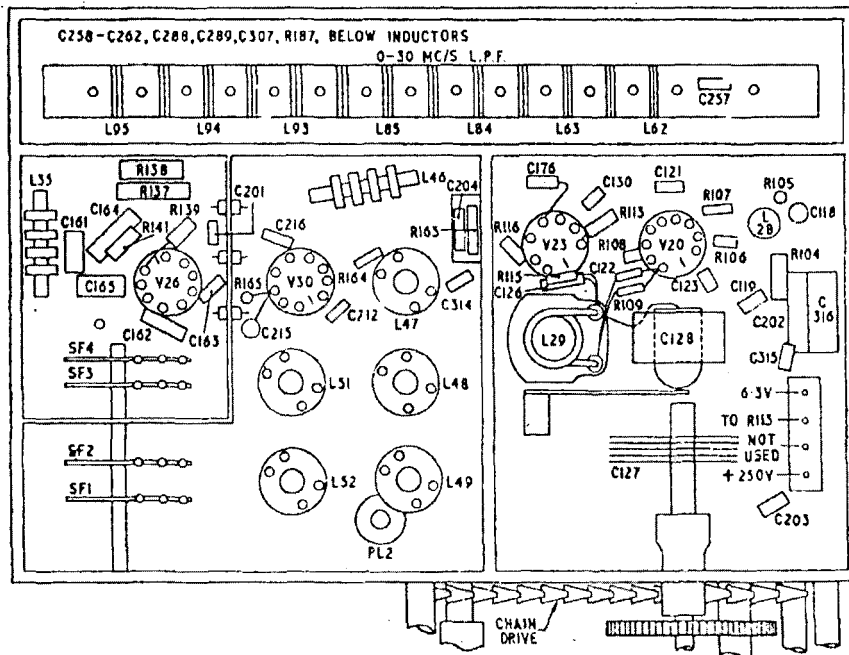 C258-C262, C288, C289, C307, R187, BELOW INDUCTORS
0-30 MC/S L.P.F.
C257
L95
L94
L93
L85
L84
L63
L62
L35
R138
R137
C164
C161
R141
R139
C201
C165
V26
C162
C163
SF4
SF3
SF2
SF1
L46
C204
R163
C216
R165
V30
R164
C212
C215
L47
C314
L51
L48
L52
L49
PL2
C176
C130
C121
R107
R105
C118
L
28
R116
V23
R113
R108
V20
R106
R104
R115
C126
C122
C123
C119
C202
C
316
R109
L29
C128
C315
6·3V
TO R113
NOT
USED
+250V
C127
C203
CHAIN
DRIVE